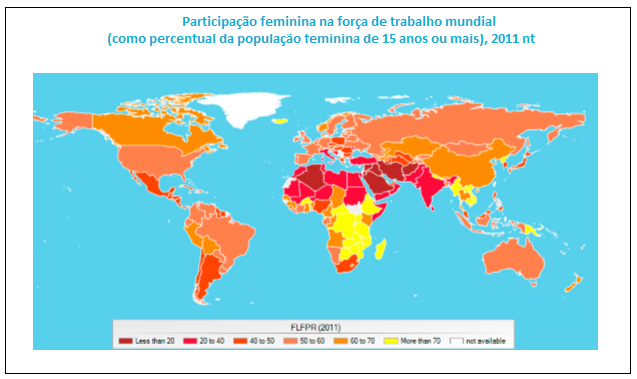 Participação feminina na força de trabalho mundial
(como percentual da população feminina de 15 anos ou mais), 2011 nt
FLFPR (2011)
Less than 20 20 to 40 40 to 50 50 to 60 60 to 70 More than 70 not available